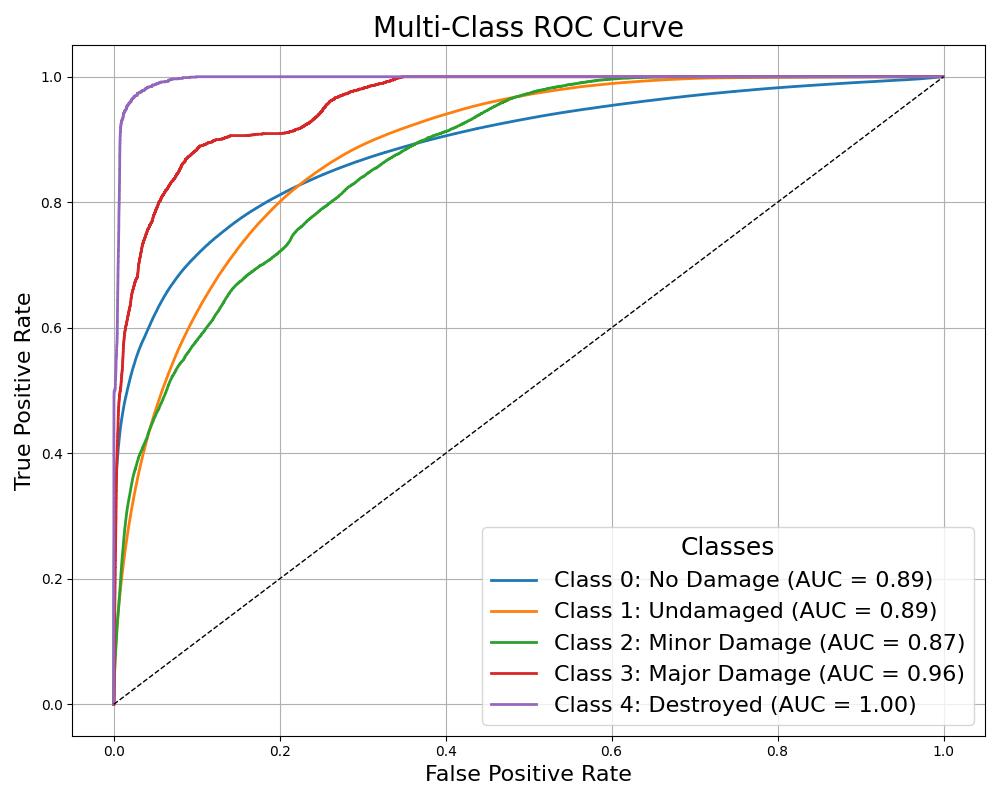 Multi-Class ROC Curve
True Positive Rate
1.0
0.8
0.6
0.4
0.2
0.0
0.0 0.2 0.4 0.6 0.8 1.0
False Positive Rate
Classes
Class 0: No Damage (AUC = 0.89)
Class 1: Undamaged (AUC = 0.89)
Class 2: Minor Damage (AUC = 0.87)
Class 3: Major Damage (AUC = 0.96)
Class 4: Destroyed (AUC = 1.00)